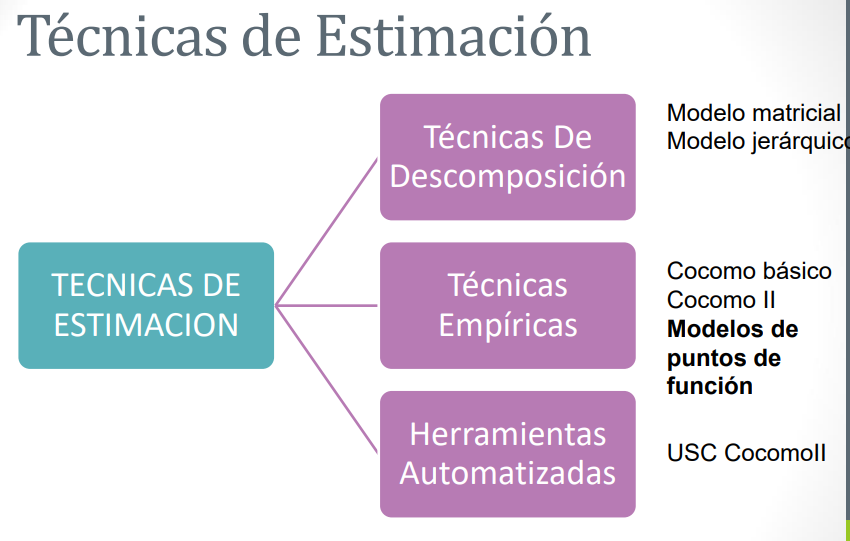 Técnicas de Estimación
TECNICAS DE
ESTIMACION
Técnicas De
Descomposición
Modelo matricial
Modelo jerárquico
Técnicas
Empíricas
Cocomo básico
Cocomo II
Modelos de
puntos de
función
Herramientas
Automatizadas
USC CocomoII